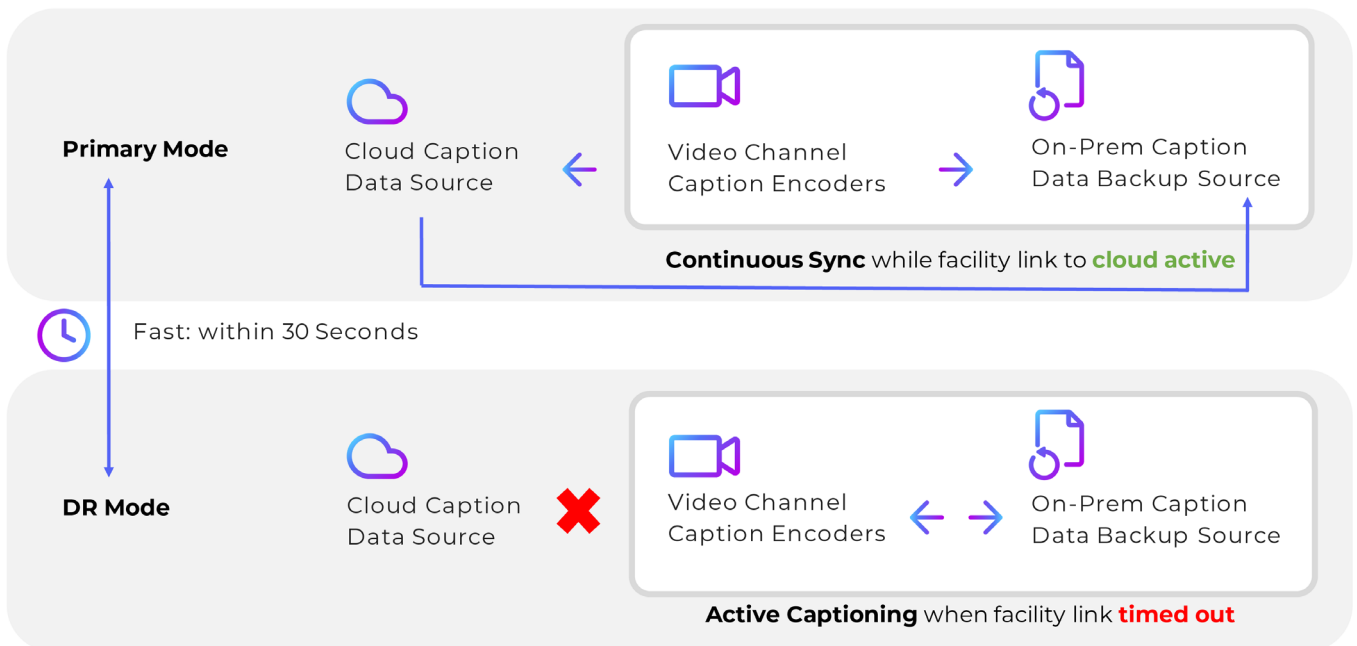 Primary Mode
Cloud Caption
Data Source
Video Channel
Caption Encoders
On-Prem Caption
Data Backup Source
Continuous Sync while facility link to cloud active
Fast: within 30 Seconds
DR Mode
Cloud Caption
Data Source
Video Channel
Caption Encoders
On-Prem Caption
Data Backup Source
Active Captioning when facility link timed out